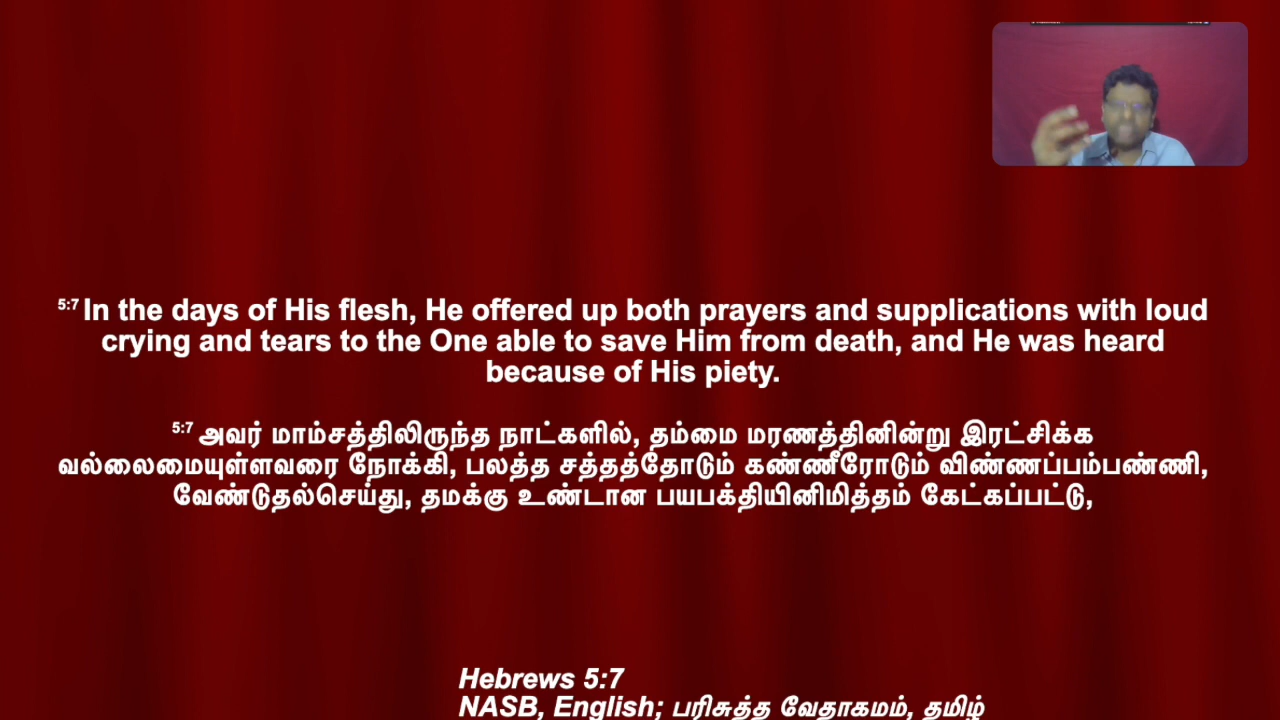 5:7 In the days of His flesh, He offered up both prayers and supplications with loud
crying and tears to the One able to save Him from death, and He was heard
because of His piety.
5:7 அவர் மாம்சத்திலிருந்த நாட்களில், தம்மை மரணத்தினின்று இரட்சிக்க
வல்லைமையுள்ளவரை நோக்கி, பலத்த சத்தத்தோடும் கண்ணீரோடும் விண்ணப்பம்பண்ணி,
வேண்டுதல்செய்து, தமக்கு உண்டான பயபக்தியினிமித்தம் கேட்கப்பட்டு,
Hebrews 5:7
NASB, English; பரிசுத்த வேதாகமம், தமிழ்